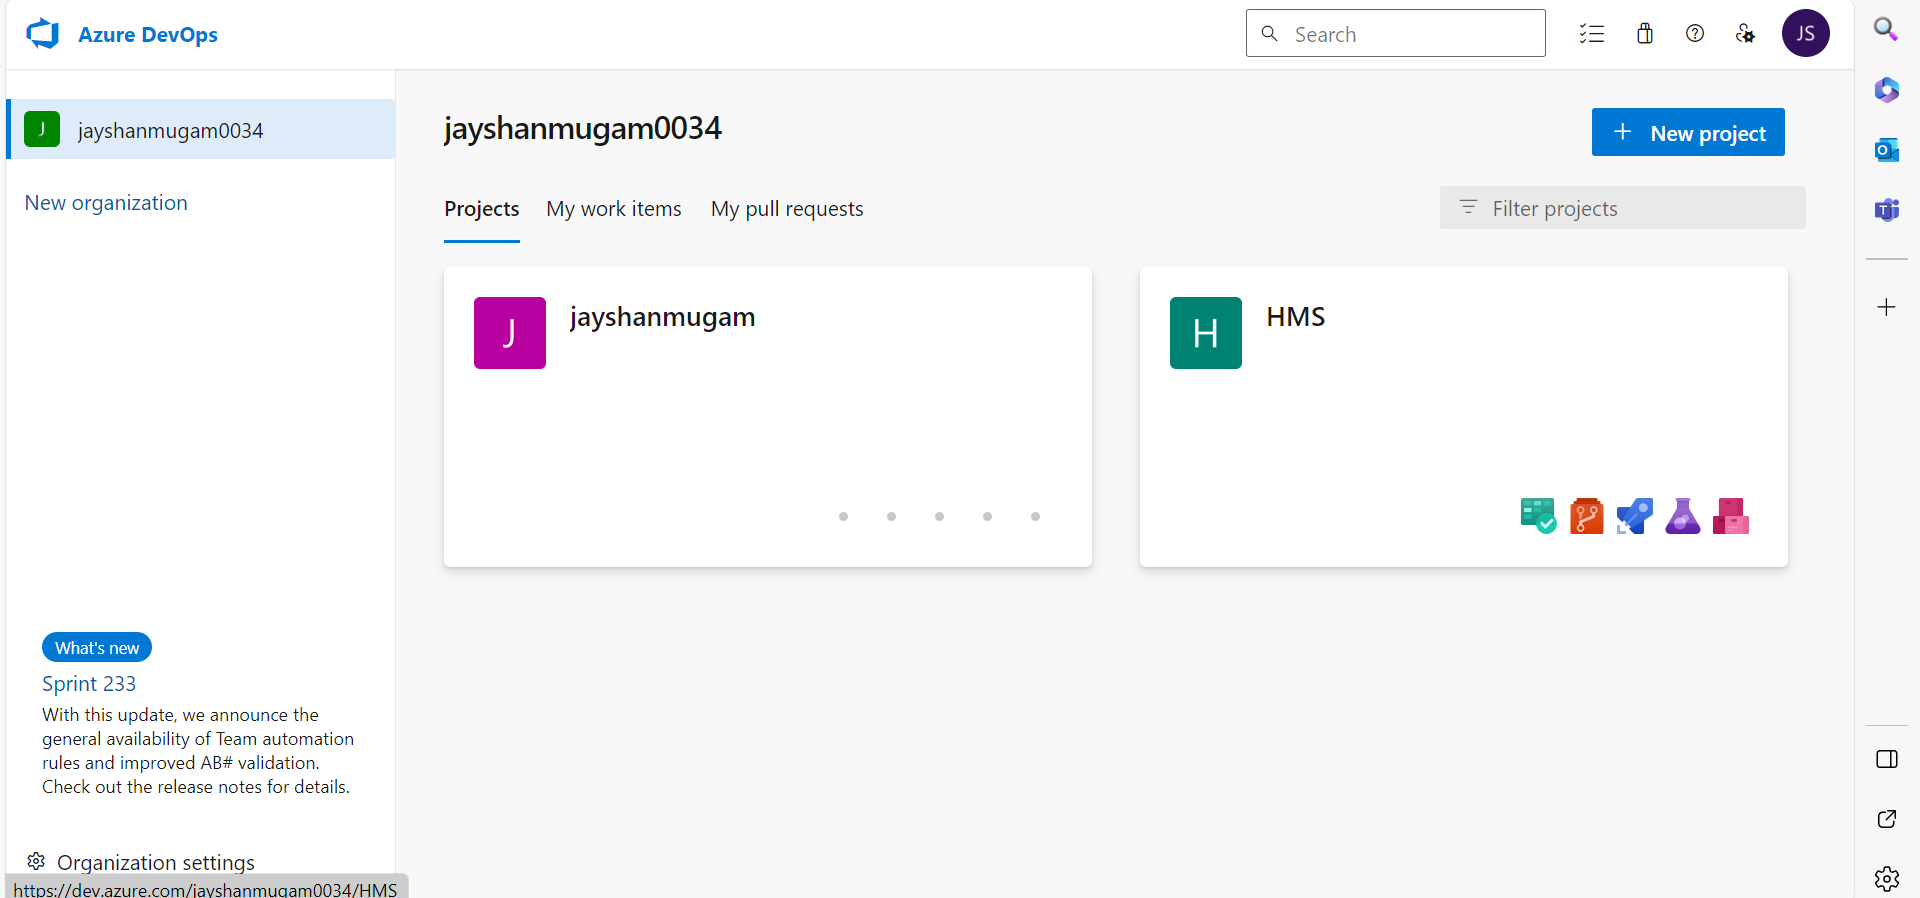 Azure DevOps
Search
JS
J
jayshanmugam0034
New organization
jayshanmugam0034
New project
Projects
My work items
My pull requests
Filter projects
J
jayshanmugam
H
HMS
What's new
Sprint 233
With this update, we announce the
general availability of Team automation
rules and improved AB# validation.
Check out the release notes for details.
Organization settings
https://dev.azure.com/jayshanmugam0034/HMS